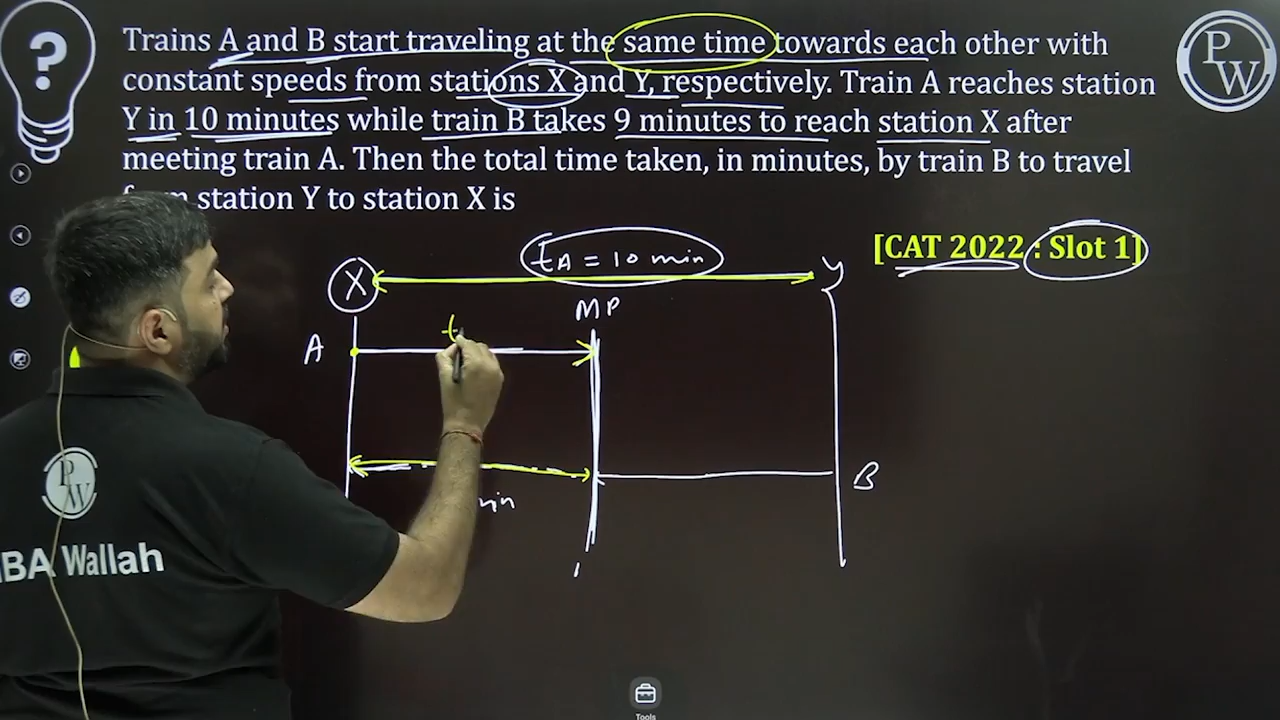 Trains A and B start traveling at the same time towards each other with
constant speeds from stations X and Y, respectively. Train A reaches station
Y in 10 minutes while train B takes 9 minutes to reach station X after
meeting train A. Then the total time taken, in minutes, by train B to travel
station Y to station X is
[CAT 2022 : Slot 1]
PW
X
tA = 10 min
Y
MP
A
t
B
PW
Wallah
Tools